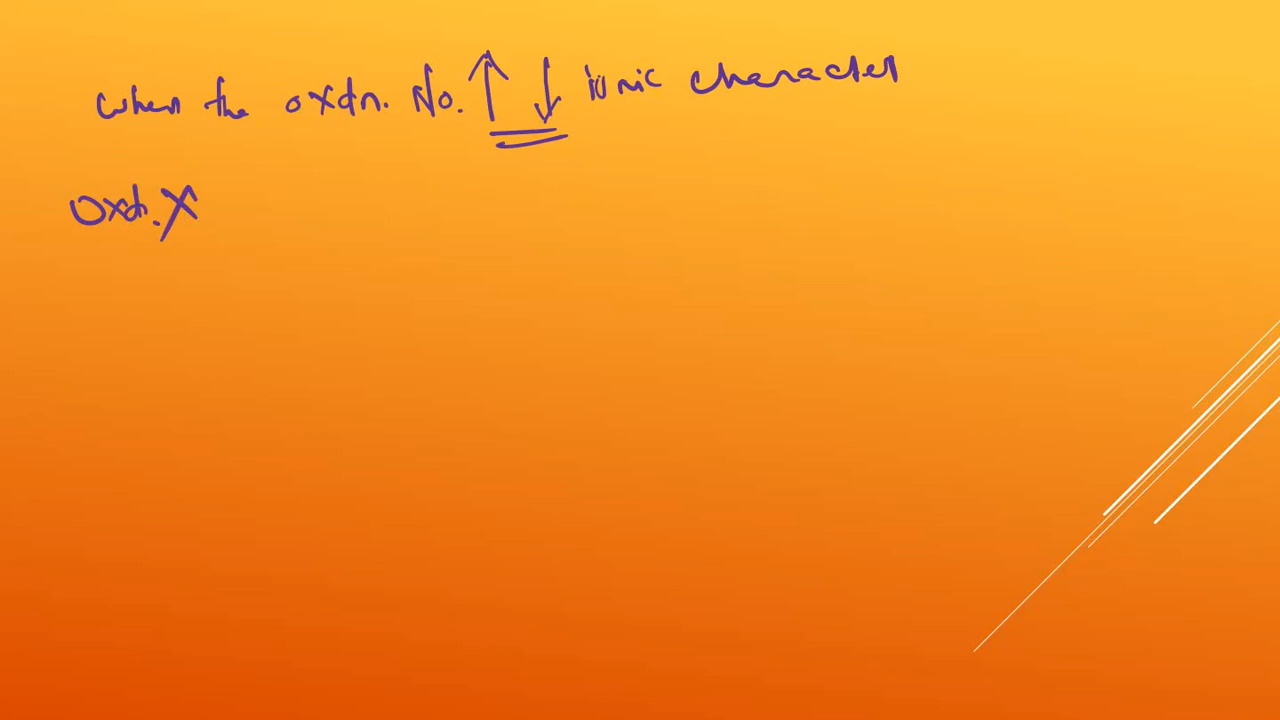 When the oxdn. No. ↑ ↓ ionic character
Oxdn.